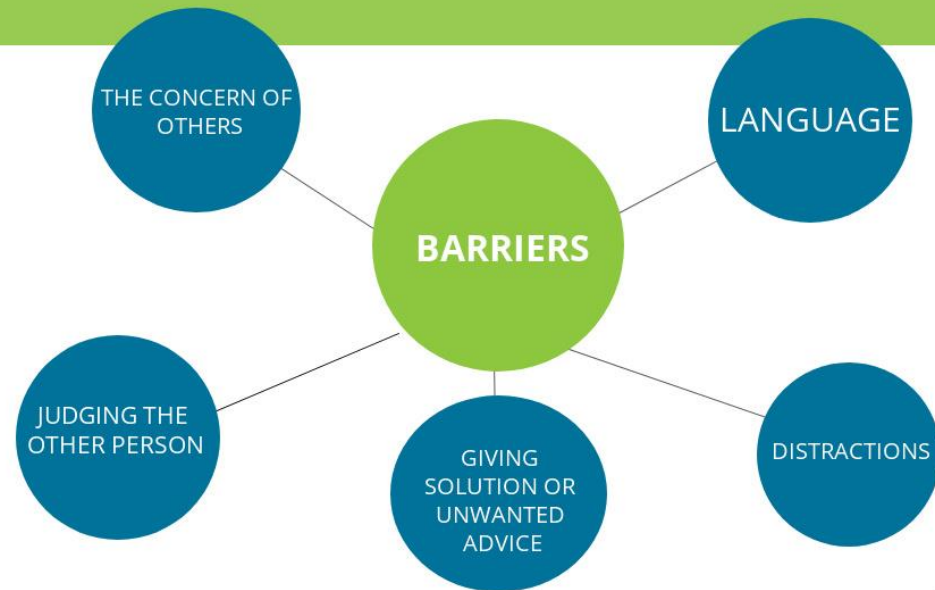 THE CONCERN OF
OTHERS
LANGUAGE
BARRIERS
JUDGING THE
OTHER PERSON
GIVING
SOLUTION OR
UNWANTED
ADVICE
DISTRACTIONS